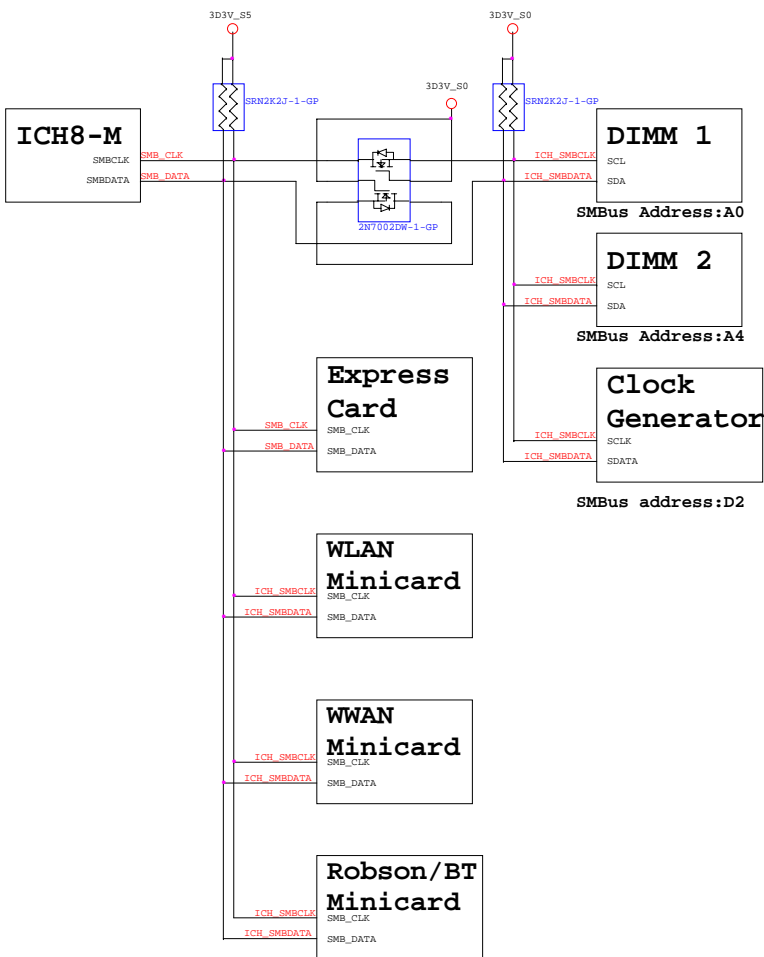 3D3V_S5
3D3V_S0
3D3V_S0
SRN2K2J-1-GP
SRN2K2J-1-GP
ICH8-M
SMBCLK
SMBDATA
SMB_CLK
SMB_DATA
2N7002DW-1-GP
ICH_SMBCLK
ICH_SMBDATA
DIMM 1
SCL
SDA
SMBus Address:A0
DIMM 2
ICH_SMBCLK
SCL
ICH_SMBDATA
SDA
SMBus Address:A4
Express
Card
SMB_CLK
SMB_CLK
SMB_DATA
SMB_DATA
Clock
Generator
ICH_SMBCLK
SCLK
ICH_SMBDATA
SDATA
SMBus address:D2
WLAN
Minicard
ICH_SMBCLK
SMB_CLK
ICH_SMBDATA
SMB_DATA
WWAN
Minicard
ICH_SMBCLK
SMB_CLK
ICH_SMBDATA
SMB_DATA
Robson/BT
Minicard
ICH_SMBCLK
SMB_CLK
ICH_SMBDATA
SMB_DATA